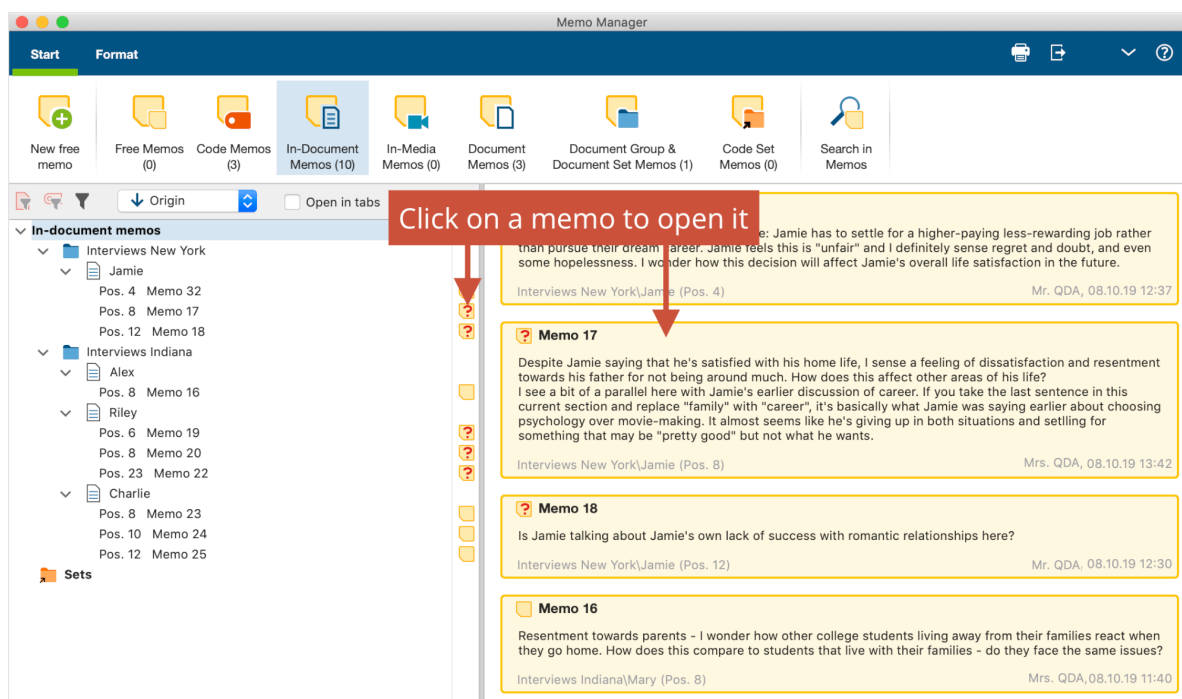 Memo Manager
Start Format
New free
memo
Free Memos
(0)
Code Memos
(3)
In-Document
Memos (10)
In-Media
Memos (0)
Document
Memos (3)
Document Group &
Document Set Memos (1)
Code Set
Memos (0)
Search in
Memos
Origin
Open in tabs
Click on a memo to open it
In-document memos
Interviews New York
Jamie
Pos. 4 Memo 32
Pos. 8 Memo 17
Pos. 12 Memo 18
Interviews Indiana
Alex
Pos. 8 Memo 16
Riley
Pos. 6 Memo 19
Pos. 8 Memo 20
Pos. 23 Memo 22
Charlie
Pos. 8 Memo 23
Pos. 10 Memo 24
Pos. 12 Memo 25
Sets
Jamie has to settle for a higher-paying less-rewarding job rather
than pursue their dream career. Jamie feels this is "unfair" and I definitely sense regret and doubt, and even
some hopelessness. I wonder how this decision will affect Jamie's overall life satisfaction in the future.
Interviews New York\Jamie (Pos. 4) Mr. QDA, 08.10.19 12:37
Memo 17
Despite Jamie saying that he's satisfied with his home life, I sense a feeling of dissatisfaction and resentment
towards his father for not being around much. How does this affect other areas of his life?
I see a bit of a parallel here with Jamie's earlier discussion of career. If you take the last sentence in this
current section and replace "family" with "career", it's basically what Jamie was saying earlier about choosing
psychology over movie-making. It almost seems like he's giving up in both situations and setlling for
something that may be "pretty good" but not what he wants.
Interviews New York\Jamie (Pos. 8) Mrs. QDA, 08.10.19 13:42
Memo 18
Is Jamie talking about Jamie's own lack of success with romantic relationships here?
Interviews New York\Jamie (Pos. 12) Mr. QDA, 08.10.19 12:30
Memo 16
Resentment towards parents - I wonder how other college students living away from their families react when
they go home. How does this compare to students that live with their families - do they face the same issues?
Interviews Indiana\Mary (Pos. 8) Mrs. QDA, 08.10.19 11:40